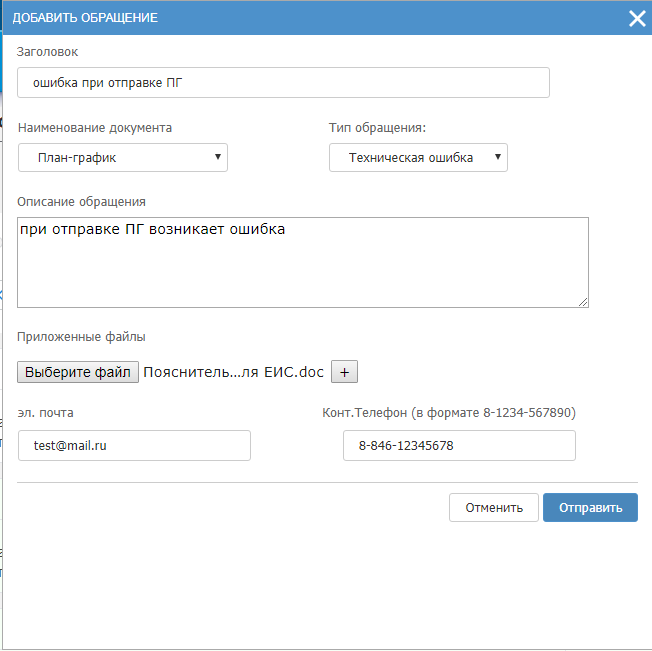 ДОБАВИТЬ ОБРАЩЕНИЕ
Заголовок
ошибка при отправке ПГ
Наименование документа Тип обращения:
План-график Техническая ошибка
Описание обращения
при отправке ПГ возникает ошибка
Приложенные файлы
Выберите файл Пояснитель...ля ЕИС.doc +
эл. почта Конт.Телефон (в формате 8-1234-567890)
test@mail.ru 8-846-12345678
Отменить Отправить